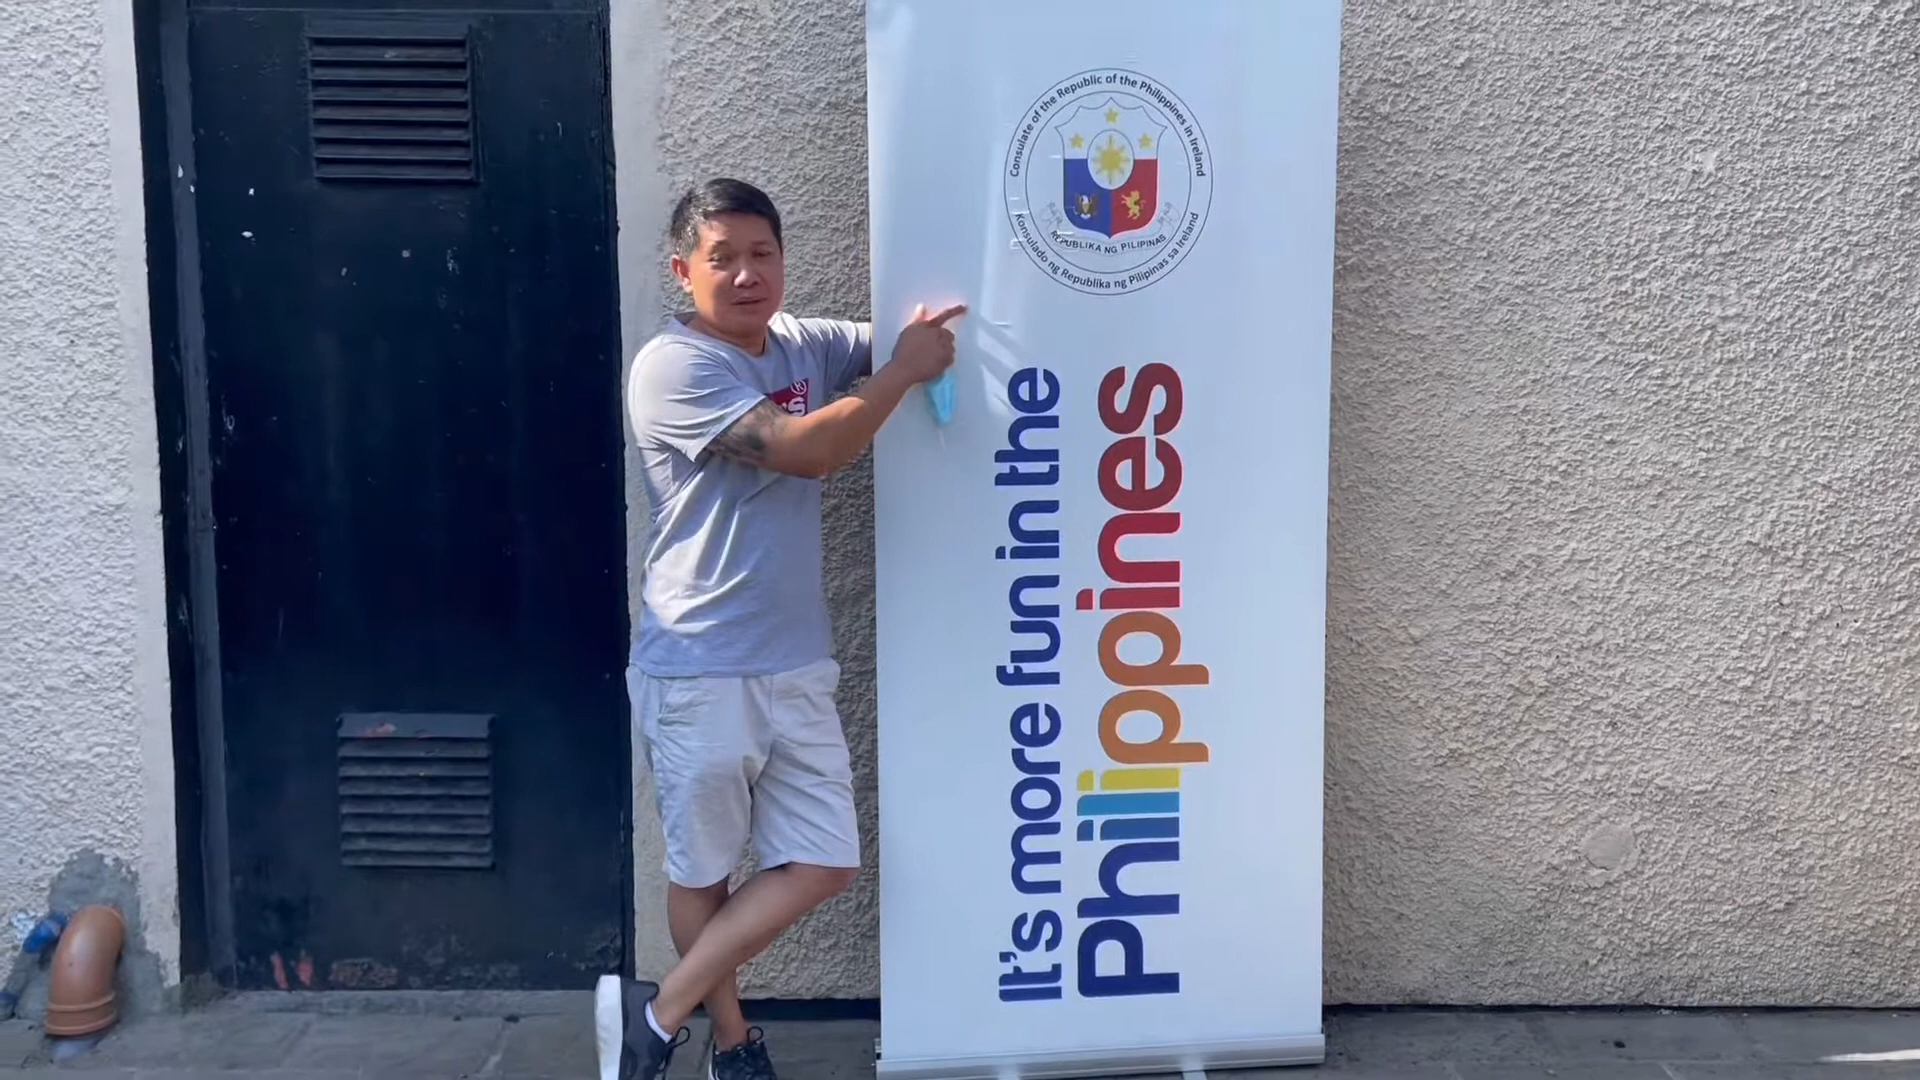 Consulate of the Republic of the Philippines in Ireland
REPUBLIKA NG PILIPINAS
Konsulado ng Republika ng Pilipinas sa Ireland
It's more fun in the
Philippines